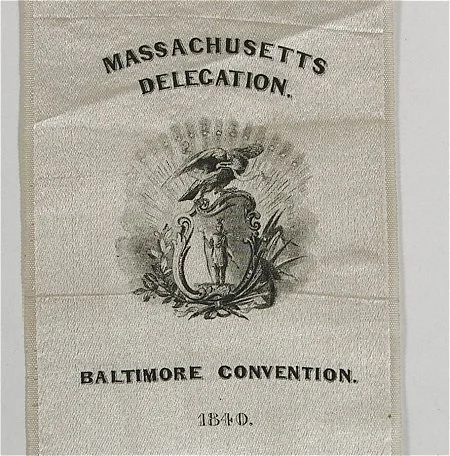 MASSACHUSETTS
DELEGATION.
BALTIMORE CONVENTION.
1840.